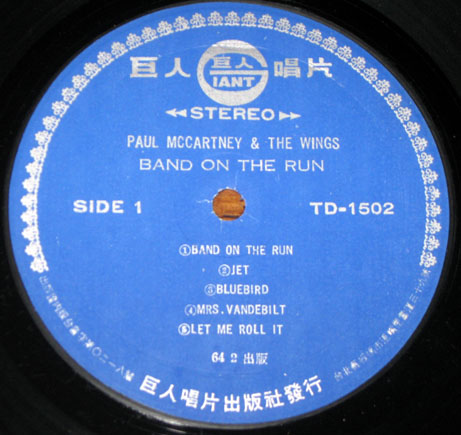 巨人 巨人 唱片
GIANT
STEREO
PAUL MCCARTNEY & THE WINGS
BAND ON THE RUN
SIDE 1
TD-1502
①BAND ON THE RUN
②JET
③BLUEBIRD
④MRS. VANDEBILT
⑤LET ME ROLL IT
64 2 出版
巨人唱片出版社發行